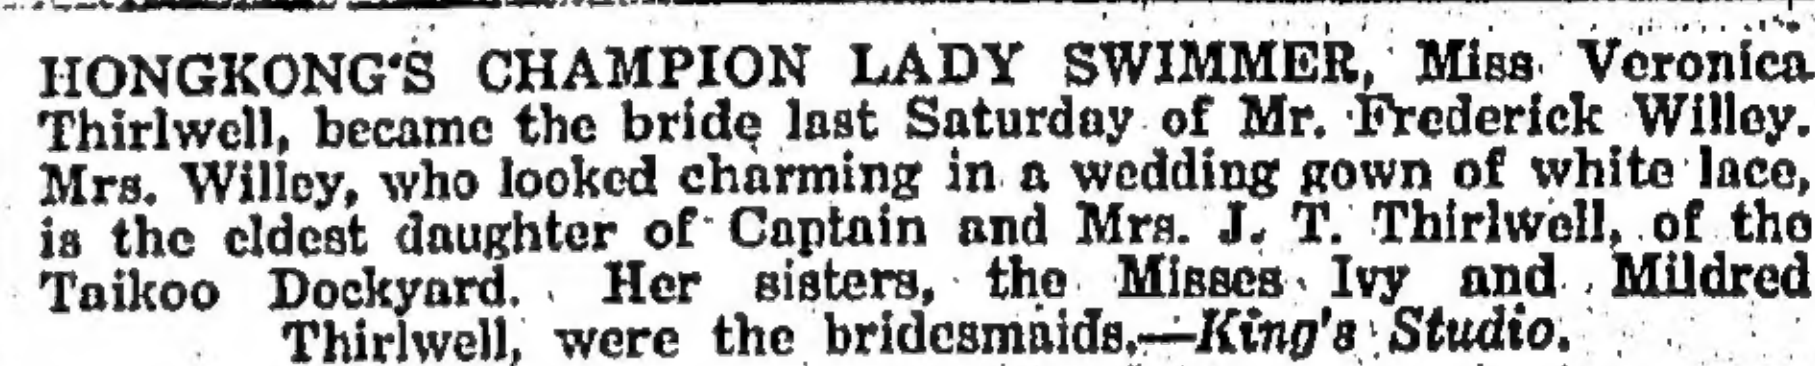 HONGKONG'S CHAMPION LADY SWIMMER, Miss Veronica
Thirlwell, became the bride last Saturday of Mr. Frederick Willey.
Mrs. Willey, who looked charming in a wedding gown of white lace,
is the eldest daughter of Captain and Mrs. J. T. Thirlwell, of the
Taikoo Dockyard. Her sisters, the Misses Ivy and Mildred
Thirlwell, were the bridesmaids.—King's Studio.